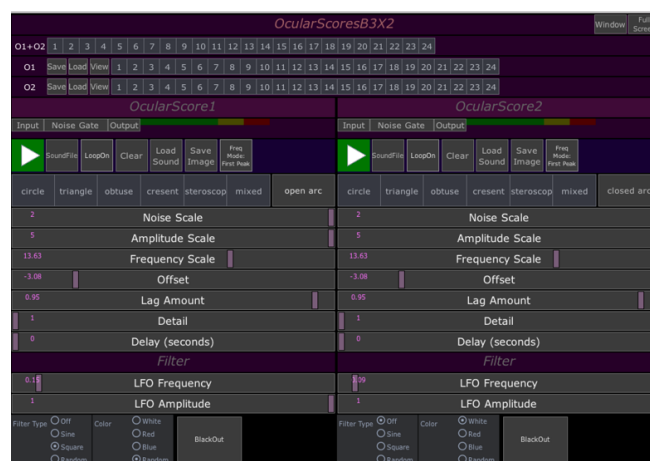 OcularScoresB3X2
Window Full Scree
O1+O2 1 2 3 4 5 6 7 8 9 10 11 12 13 14 15 16 17 18 19 20 21 22 23 24
O1 Save Load View 1 2 3 4 5 6 7 8 9 10 11 12 13 14 15 16 17 18 19 20 21 22 23 24
O2 Save Load View 1 2 3 4 5 6 7 8 9 10 11 12 13 14 15 16 17 18 19 20 21 22 23 24
OcularScore1 OcularScore2
Input Noise Gate Output Input Noise Gate Output
SoundFile LoopOn Clear Load Sound Save Image Freq Mode: First Peak SoundFile LoopOn Clear Load Sound Save Image Freq Mode: First Peak
circle triangle obtuse cresent steroscop mixed open arc circle triangle obtuse cresent steroscop mixed closed arc
2 Noise Scale 2 Noise Scale
5 Amplitude Scale 5 Amplitude Scale
13.63 Frequency Scale 13.63 Frequency Scale
-3.08 Offset -3.08 Offset
0.95 Lag Amount 0.95 Lag Amount
1 Detail 1 Detail
0 Delay (seconds) 0 Delay (seconds)
Filter Filter
0.15 LFO Frequency LFO Frequency
1 LFO Amplitude 1 LFO Amplitude
Filter Type Off Color White Filter Type Off Color White
Sine Red Sine Red
Square Blue BlackOut Square Blue BlackOut
Random Random Random Random